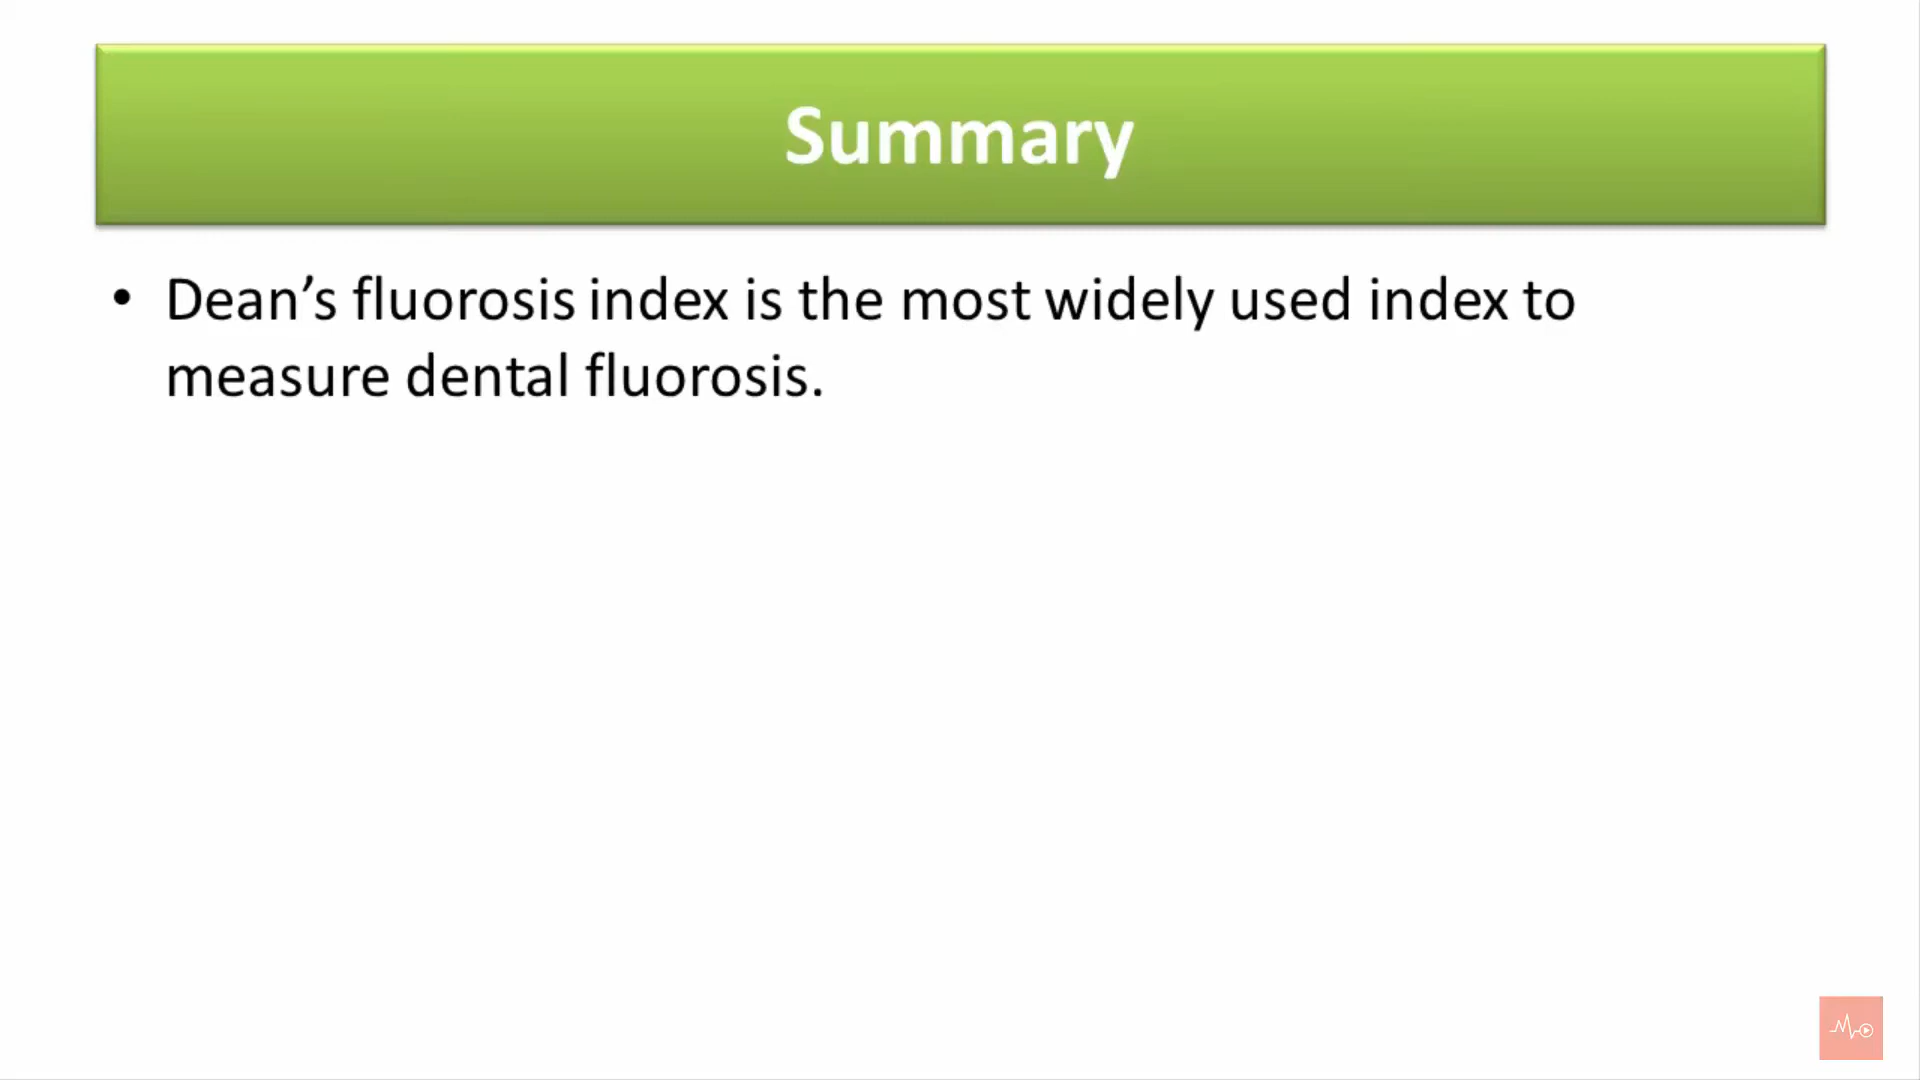 Summary
• Dean’s fluorosis index is the most widely used index to
measure dental fluorosis.